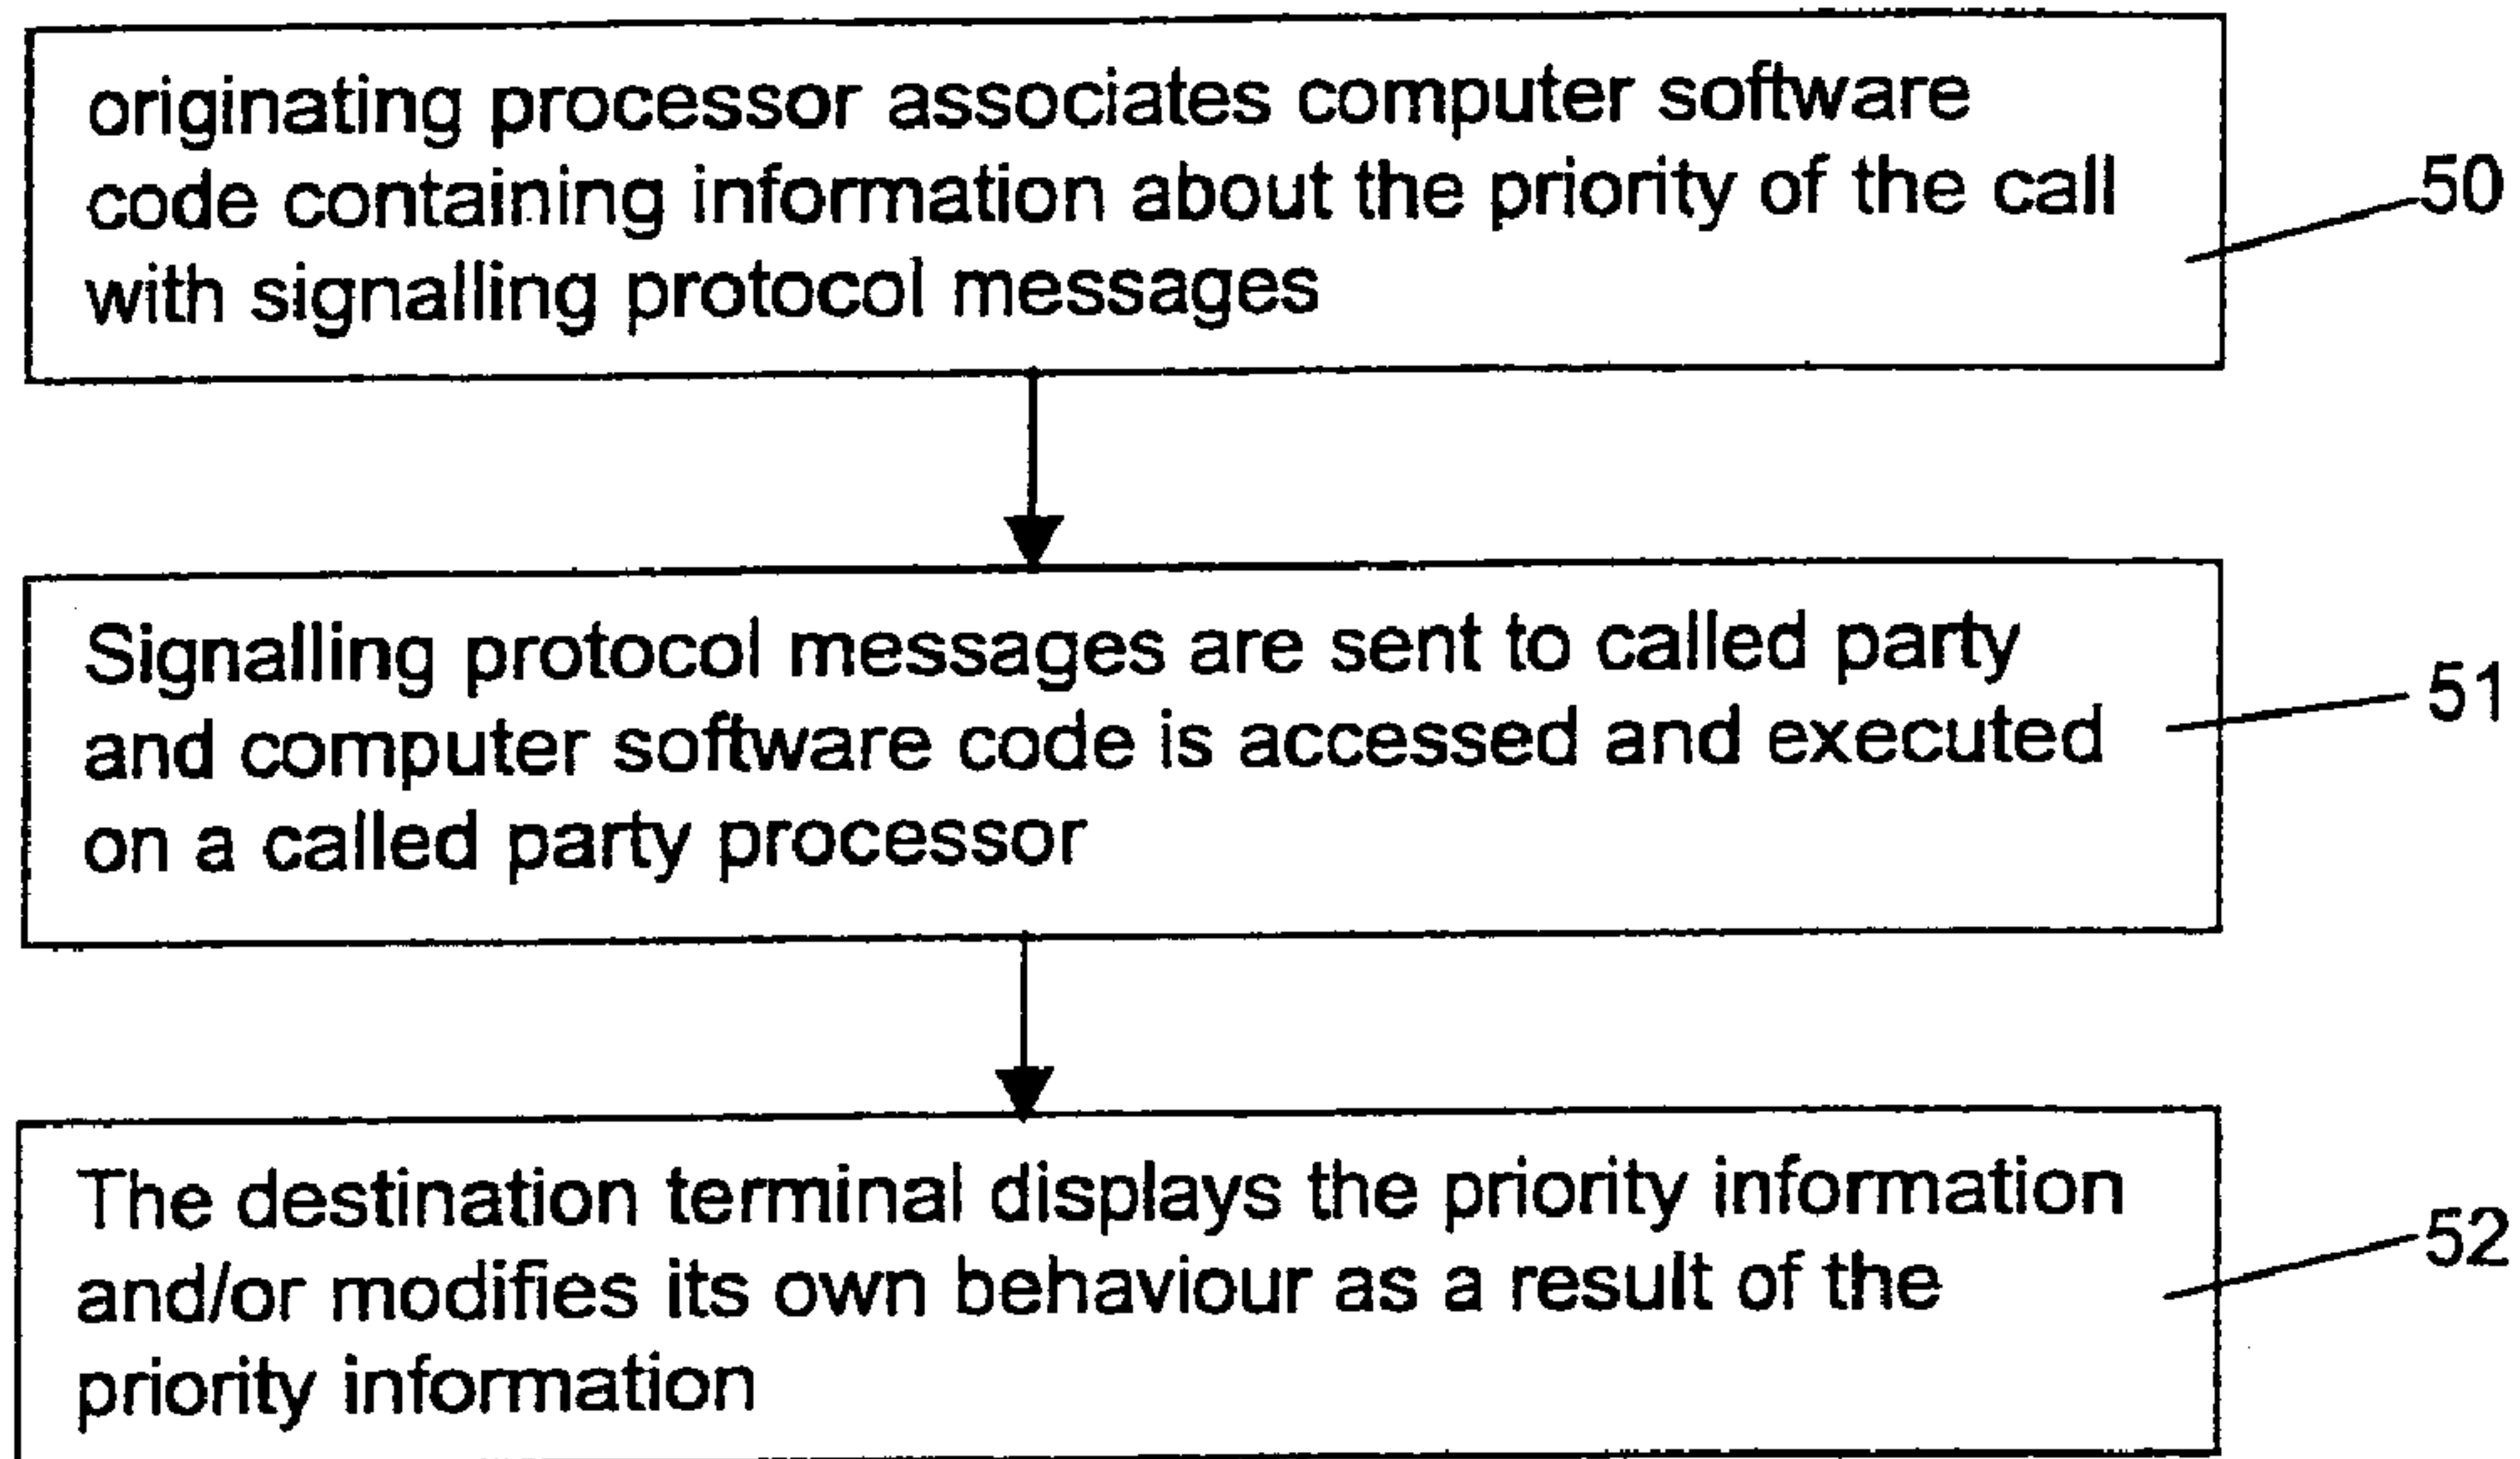 originating processor associates computer software
code containing information about the priority of the call
with signalling protocol messages
50
Signalling protocol messages are sent to called party
and computer software code is accessed and executed
on a called party processor
51
The destination terminal displays the priority information
and/or modifies its own behaviour as a result of the
priority information
52